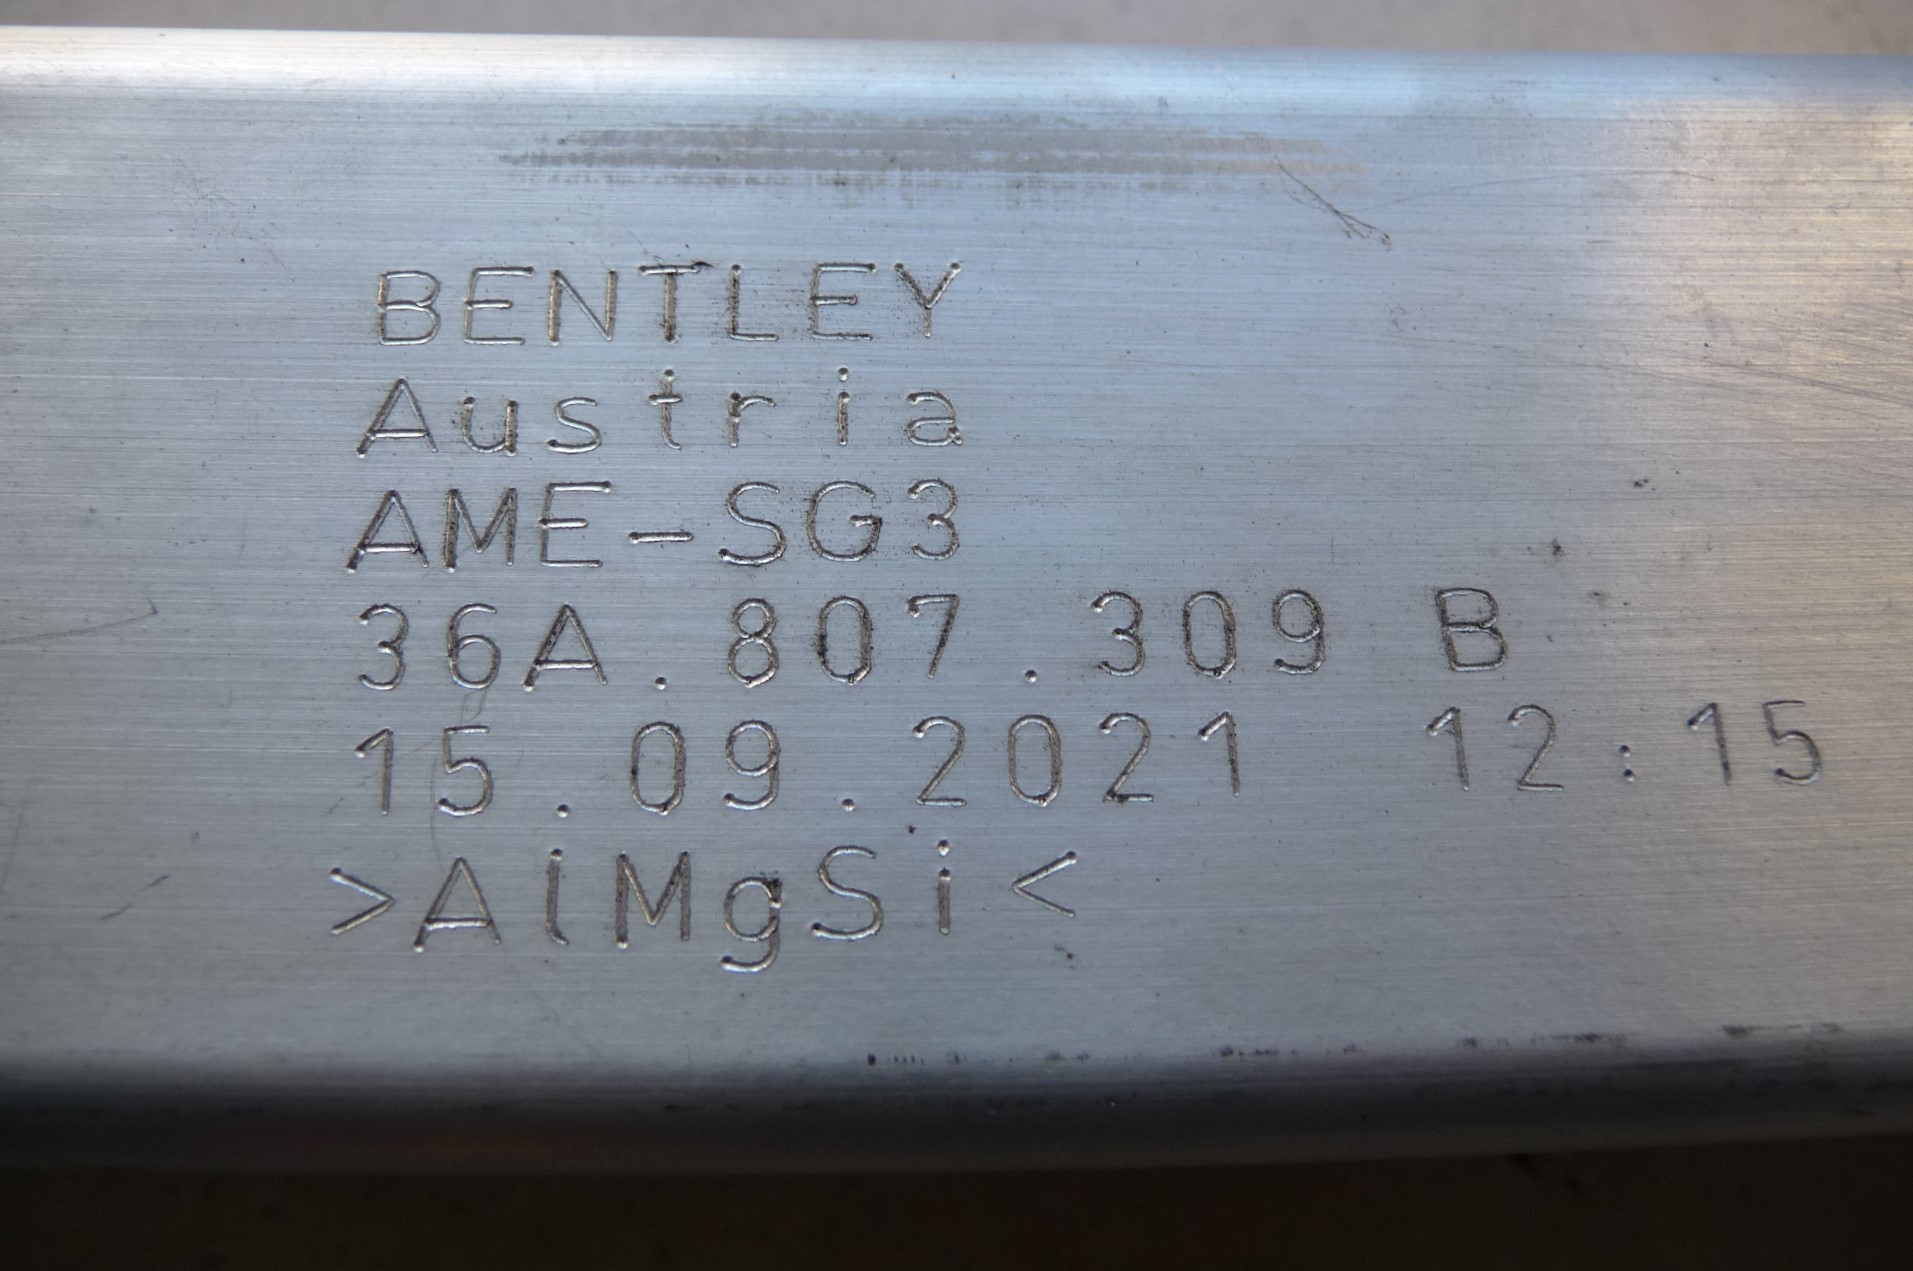 BENTLEY
Austria
AME-SG3
36A.807.309 B
15.09.2021 12:15
>AlMgSi<